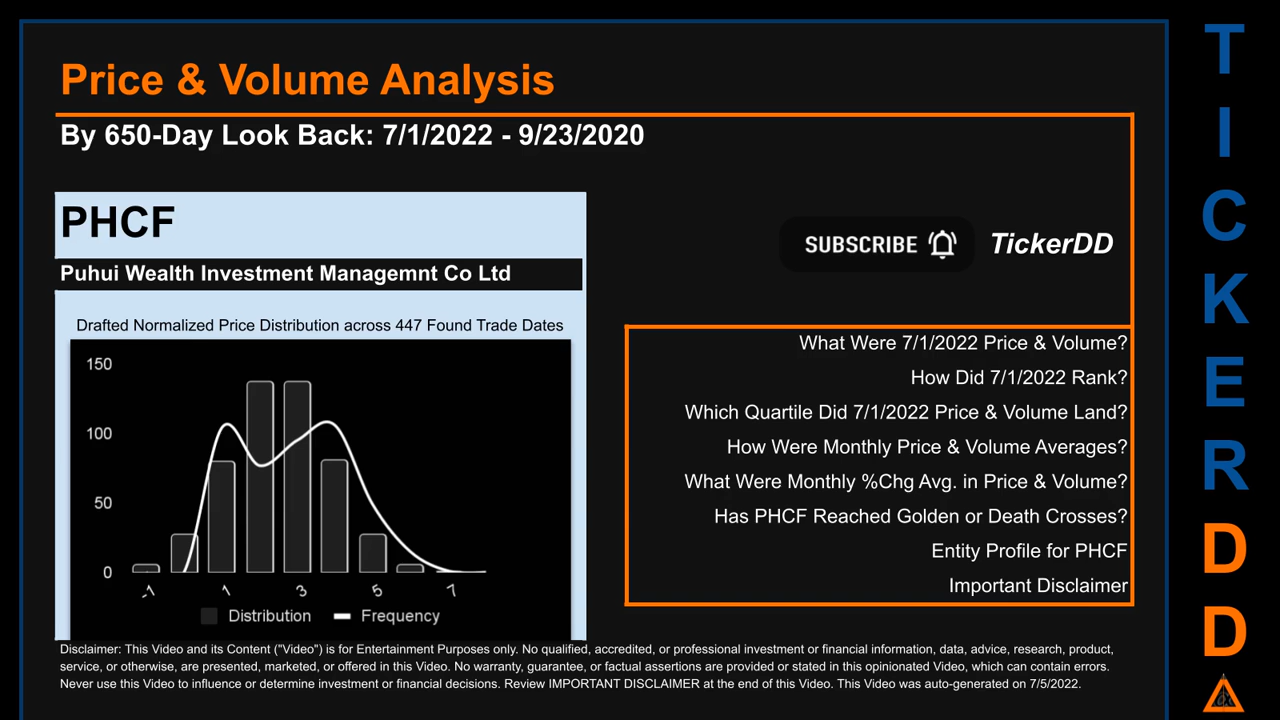 Price & Volume Analysis
By 650-Day Look Back: 7/1/2022 - 9/23/2020
PHCF
Puhui Wealth Investment Managemnt Co Ltd
Drafted Normalized Price Distribution across 447 Found Trade Dates
150
100
50
0
-1
1
3
5
7
Distribution
Frequency
SUBSCRIBE
TickerDD
What Were 7/1/2022 Price & Volume?
How Did 7/1/2022 Rank?
Which Quartile Did 7/1/2022 Price & Volume Land?
How Were Monthly Price & Volume Averages?
What Were Monthly %Chg Avg. in Price & Volume?
Has PHCF Reached Golden or Death Crosses?
Entity Profile for PHCF
Important Disclaimer
Disclaimer: This Video and its Content ("Video") is for Entertainment Purposes only. No qualified, accredited, or professional investment or financial information, data, advice, research, product,
service, or otherwise, are presented, marketed, or offered in this Video. No warranty, guarantee, or factual assertions are provided or stated in this opinionated Video, which can contain errors.
Never use this Video to influence or determine investment or financial decisions. Review IMPORTANT DISCLAIMER at the end of this Video. This Video was auto-generated on 7/5/2022.
T
I
C
K
E
R
D
D